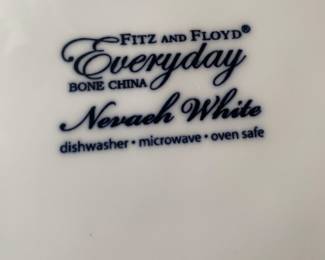 FITZ AND FLOYD®
Everyday
BONE CHINA
Nevaeh White
dishwasher • microwave • oven safe